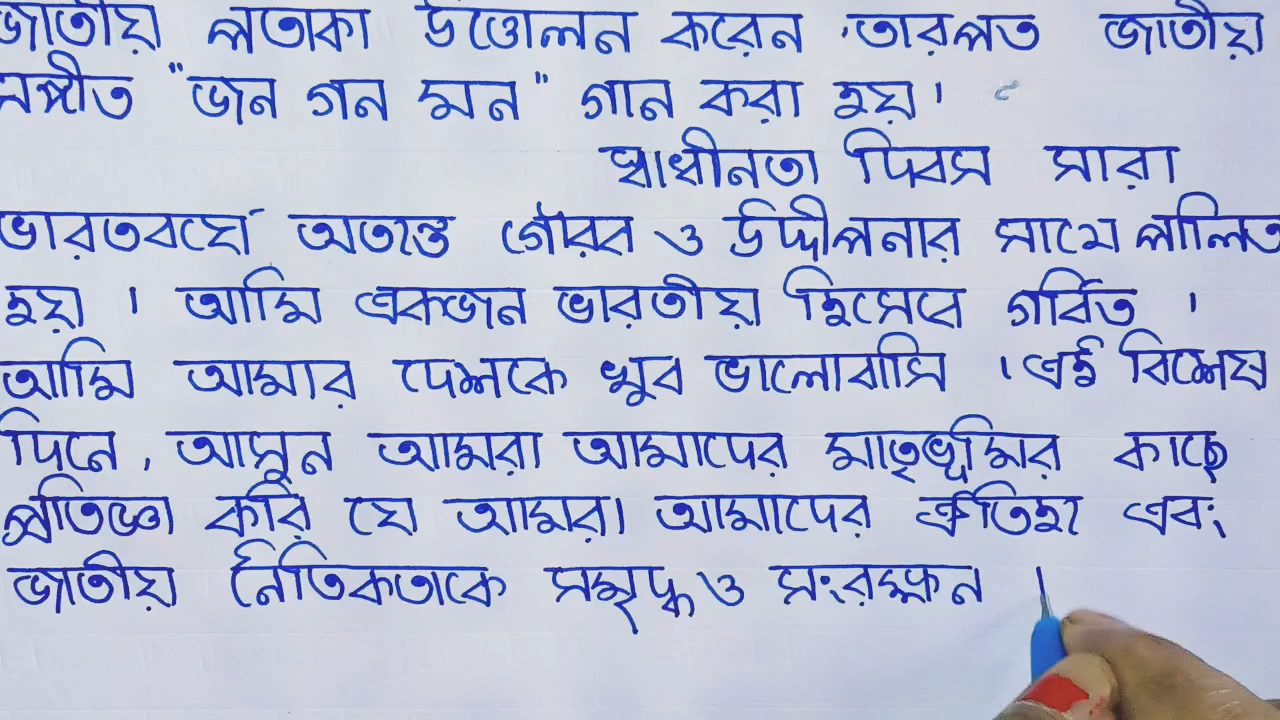 জাতীয় পতাকা উত্তোলন করেন ।তারপত জাতীয়
সঙ্গীত "জন গন মন" গান করা হয়।
স্বাধীনতা দিবস সারা
ভারতবর্ষে অত্যন্ত গৌরব ও উদ্দীপনার সাথে পালিত
হয় । আমি একজন ভারতীয় হিসেবে গর্বিত ।
আমি আমার দেশকে খুব ভালোবাসি ।এই বিশেষ
দিনে, আসুন আমরা আমাদের মাতৃভূমির কাছে
প্রতিজ্ঞা করি যে আমরা আমাদের ঐতিহ্য এবং
জাতীয় নৈতিকতাকে সমৃদ্ধ ও সংরক্ষন